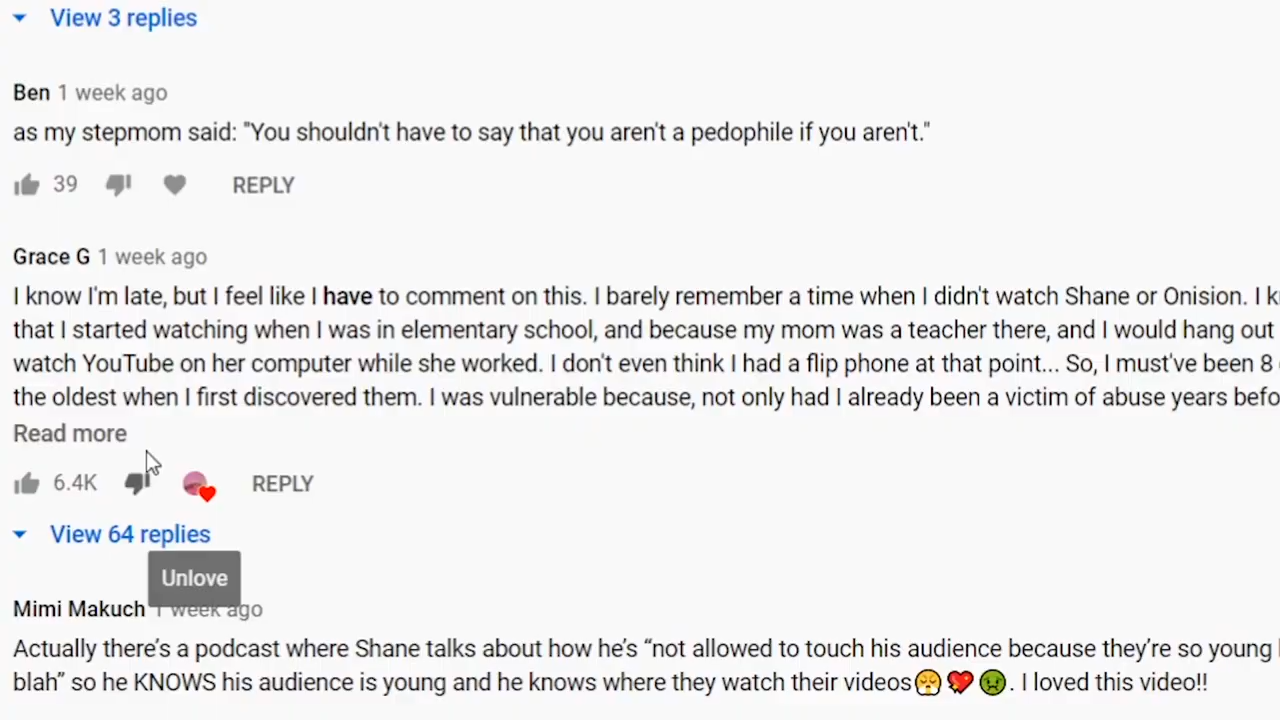 View 3 replies
Ben 1 week ago
as my stepmom said: "You shouldn't have to say that you aren't a pedophile if you aren't."
39 REPLY
Grace G 1 week ago
I know I'm late, but I feel like I have to comment on this. I barely remember a time when I didn't watch Shane or Onision. I
that I started watching when I was in elementary school, and because my mom was a teacher there, and I would hang out
watch YouTube on her computer while she worked. I don't even think I had a flip phone at that point... So, I must've been 8
the oldest when I first discovered them. I was vulnerable because, not only had I already been a victim of abuse years
Read more
6.4K REPLY
View 64 replies
Unlove
Mimi Makuch 1 week ago
Actually there's a podcast where Shane talks about how he's “not allowed to touch his audience because they're so young
blah” so he KNOWS his audience is young and he knows where they watch their videos😤💘🤢. I loved this video!!